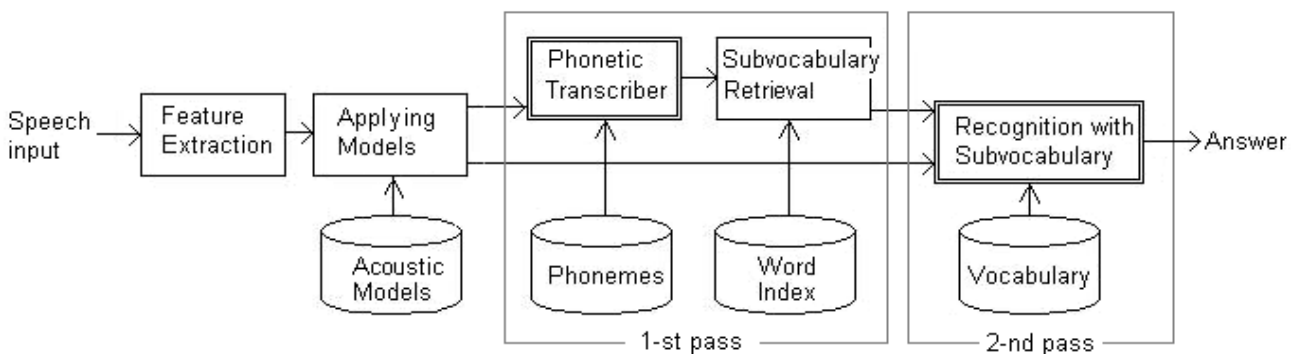 Speech
input
Feature
Extraction
Applying
Models
Acoustic
Models
Phonetic
Transcriber
Phonemes
Subvocabulary
Retrieval
Word
Index
1-st pass
Recognition with
Subvocabulary
Vocabulary
2-nd pass
Answer